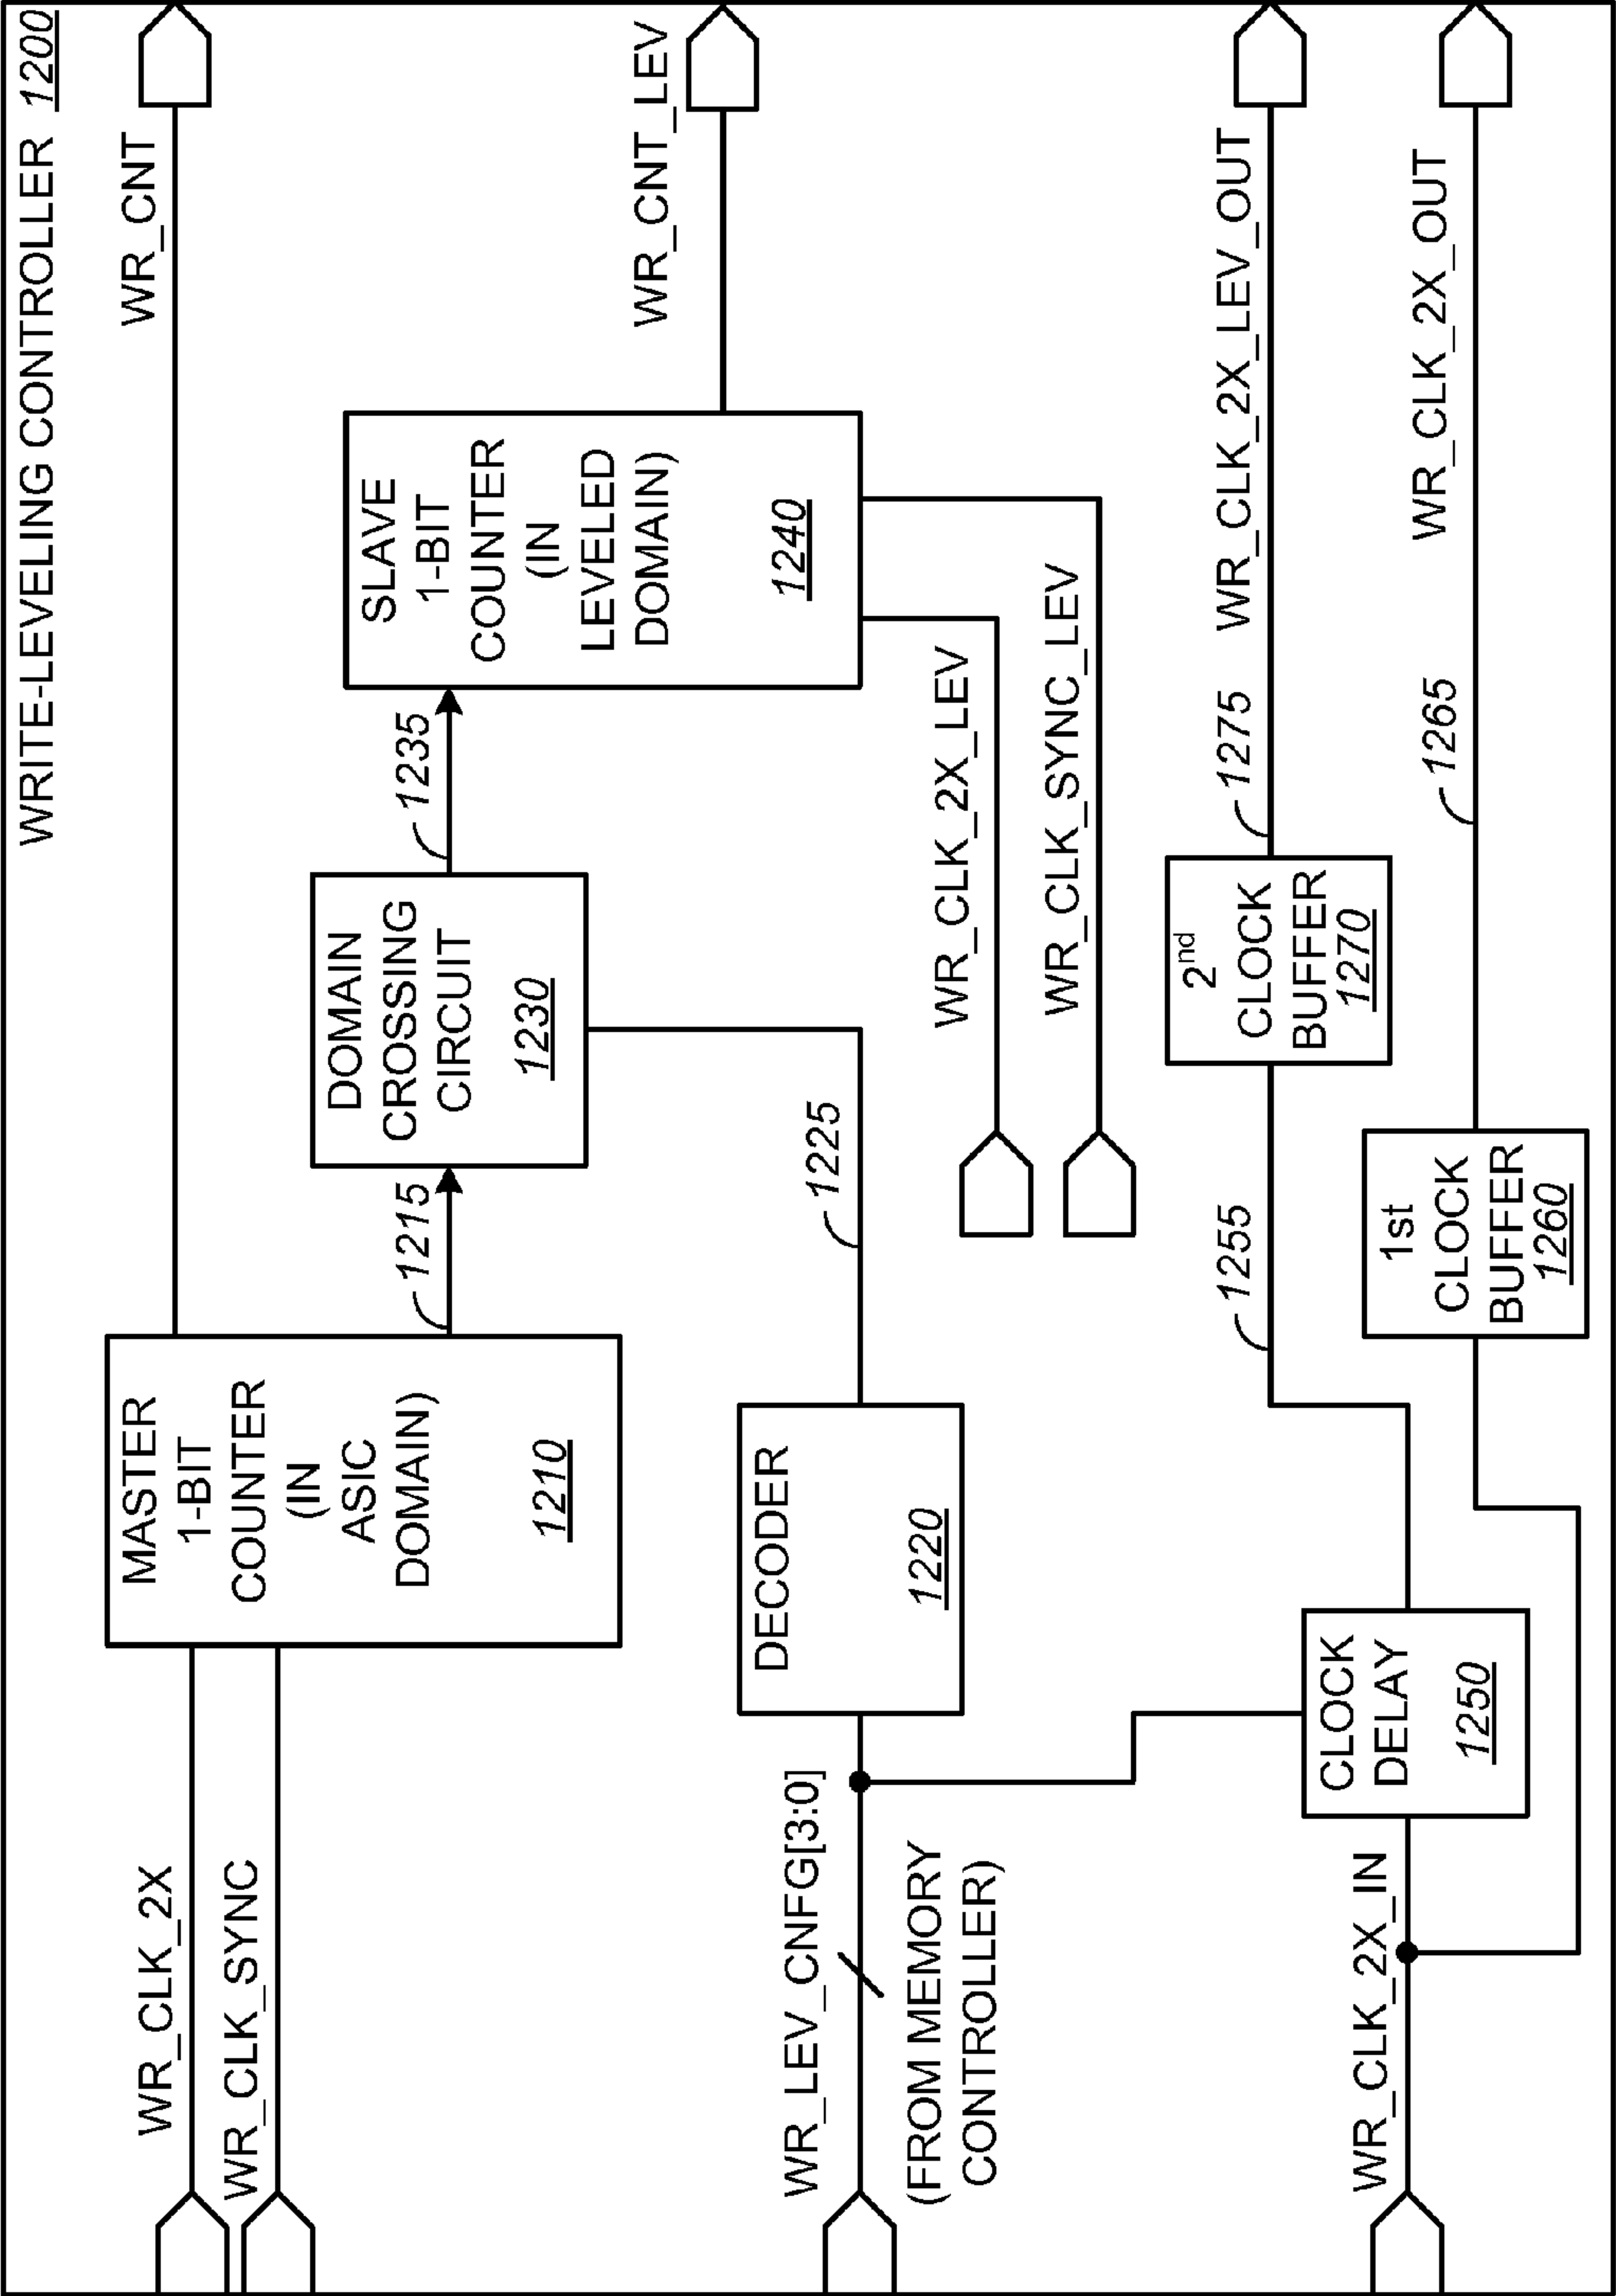 WRITE-LEVELING CONTROLLER 1200
WR_CLK_2X
WR_CLK_SYNC
MASTER
1-BIT
COUNTER
(IN
ASIC
DOMAIN)
1210
WR_CNT
1215
DOMAIN
CROSSING
CIRCUIT
1230
1235
SLAVE
1-BIT
COUNTER
(IN
LEVELED
DOMAIN)
1240
WR_CNT_LEV
WR_LEV_CNFG[3:0]
(FROM MEMORY
CONTROLLER)
DECODER
1220
1225
WR_CLK_2X_LEV
WR_CLK_SYNC_LEV
WR_CLK_2X_IN
CLOCK
DELAY
1250
1255
2nd
CLOCK
BUFFER
1270
1275
WR_CLK_2X_LEV_OUT
1st
CLOCK
BUFFER
1260
1265
WR_CLK_2X_OUT